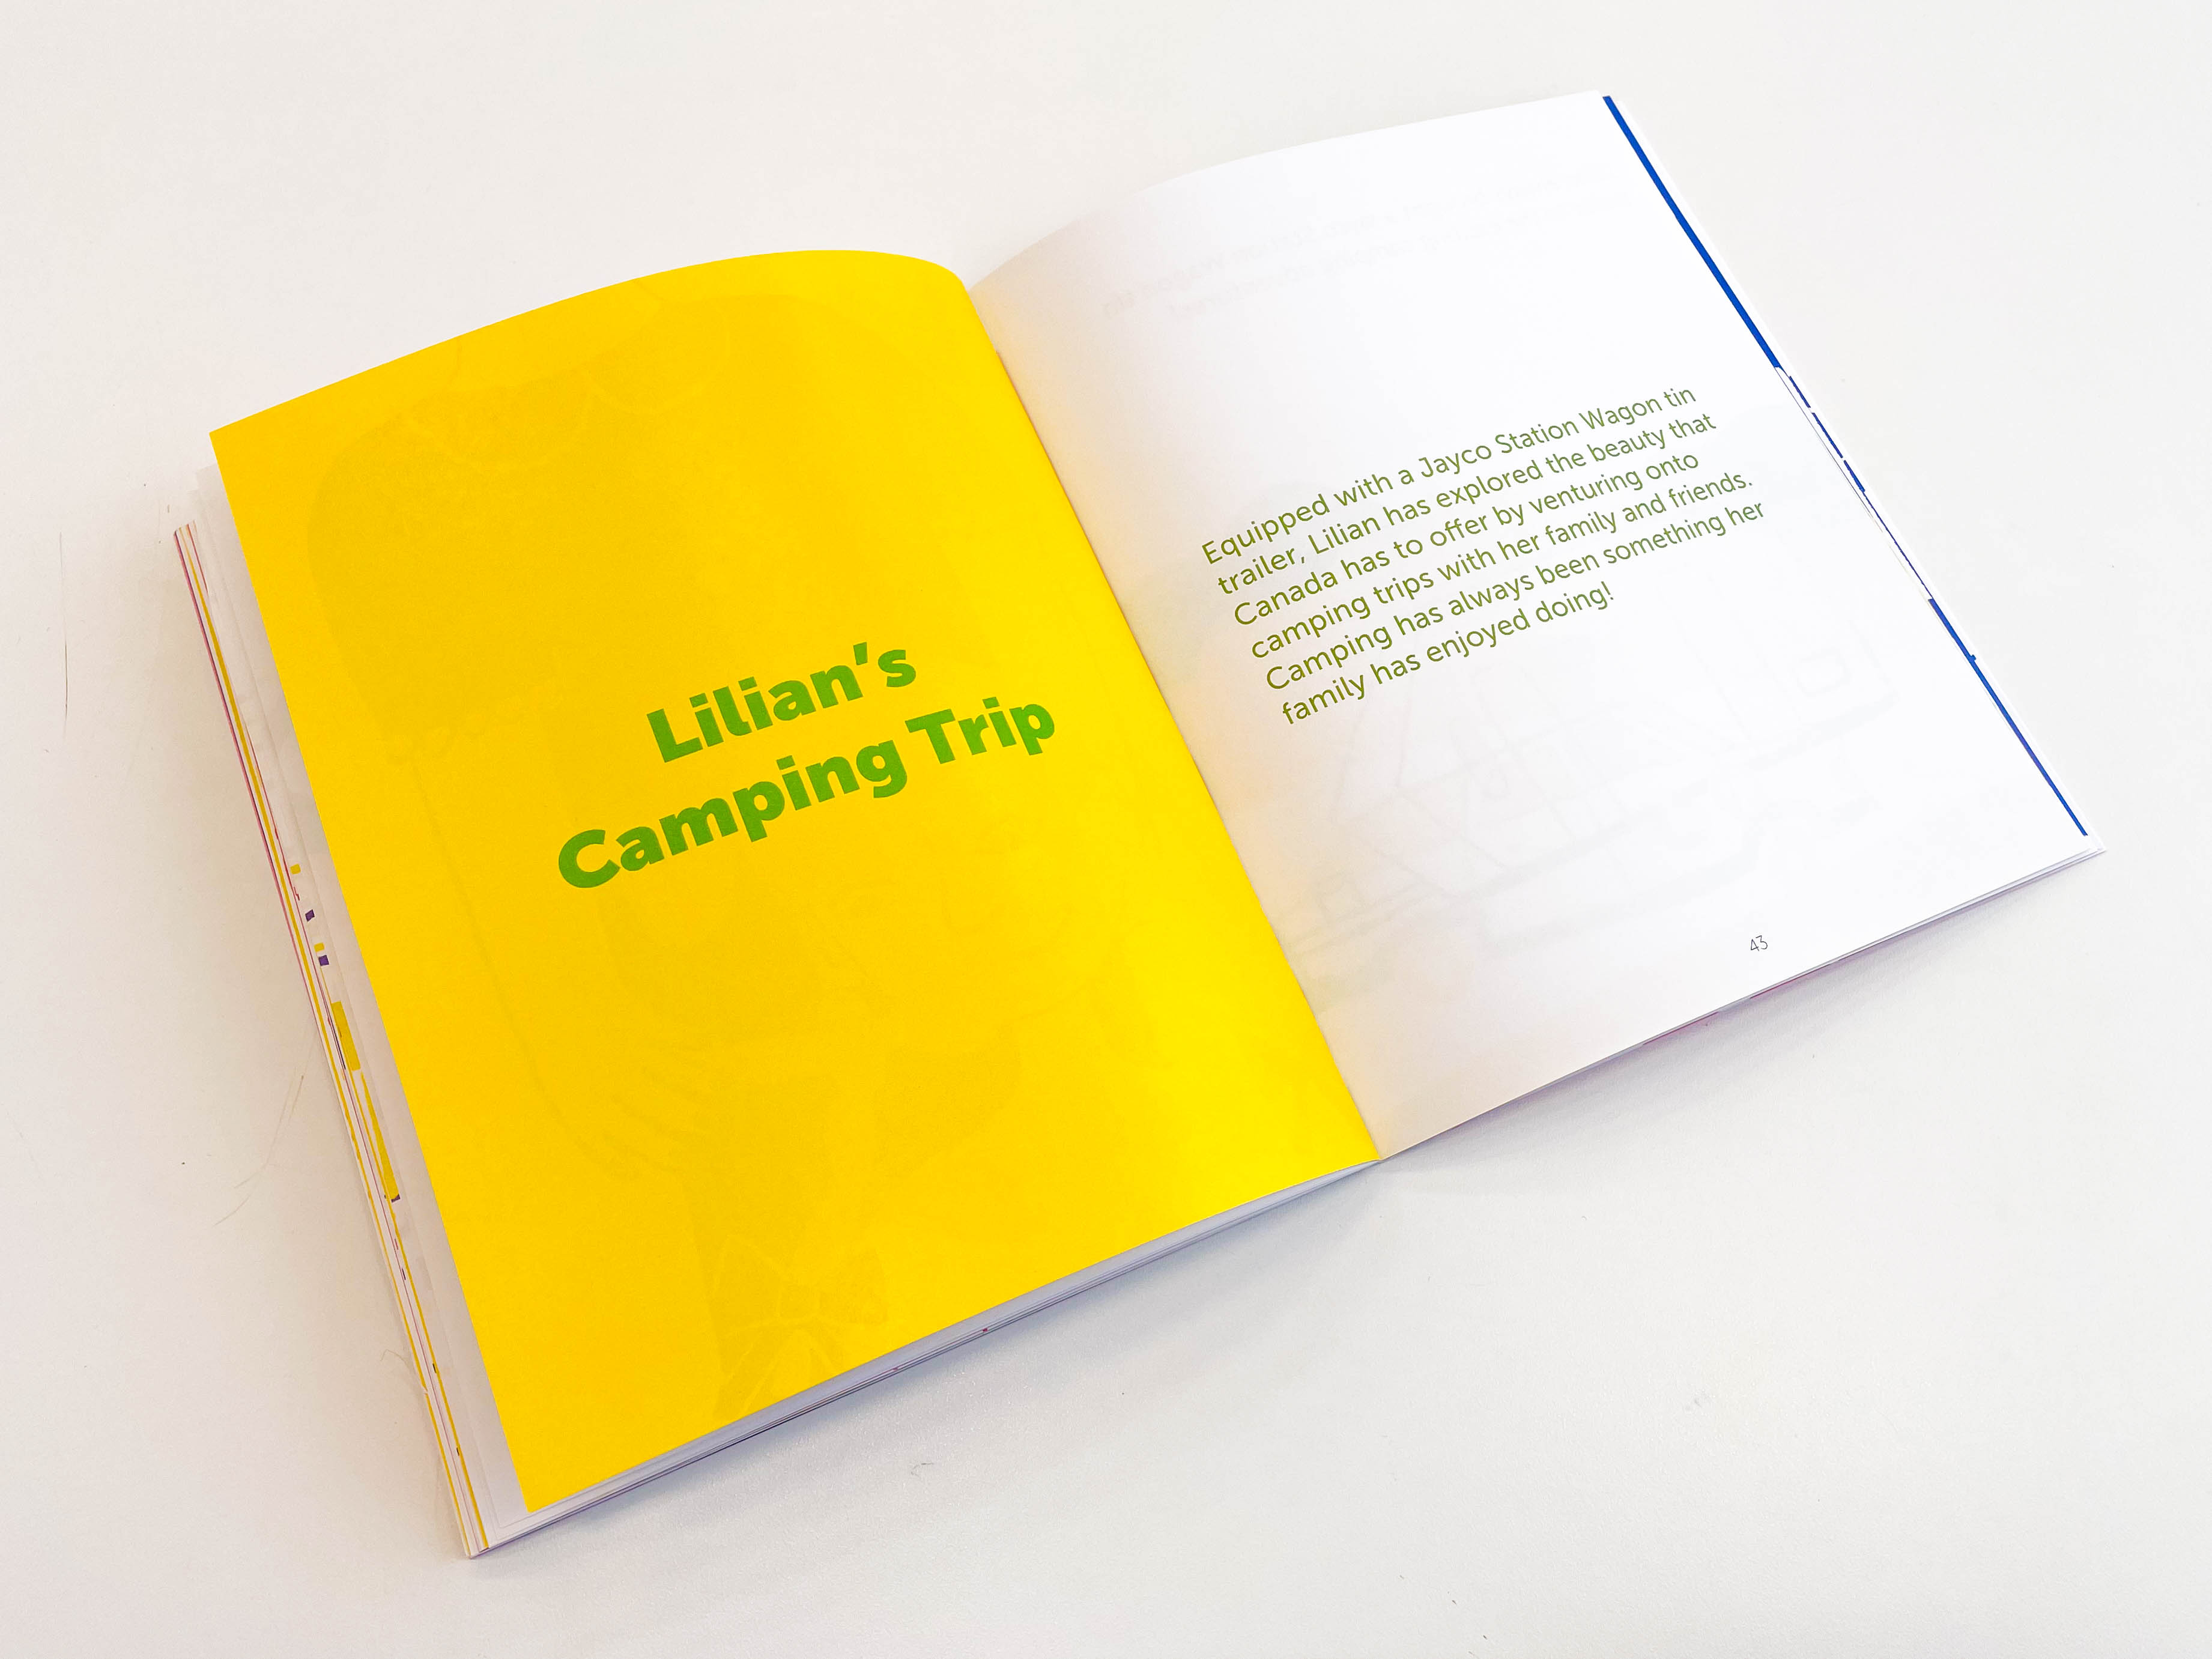 Lilian's
Camping Trip
Equipped with a Jayco Station Wagon tin
trailer, Lilian has explored the beauty that
Canada has to offer by venturing onto
camping trips with her family and friends.
Camping has always been something her
family has enjoyed doing!
43